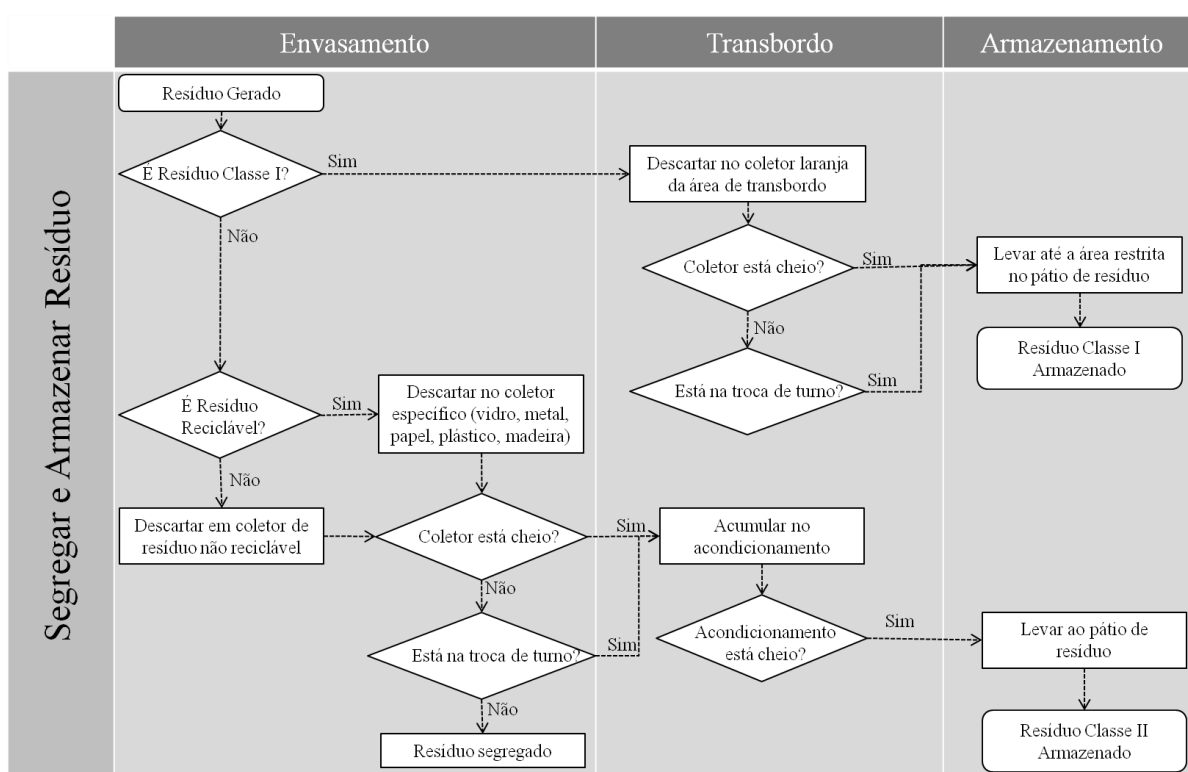 Envasamento
Transbordo
Armazenamento
Segregar e Armazenar Resíduo
Resíduo Gerado
É Resíduo Classe I?
Sim
Não
Descartar no coletor laranja
da área de transbordo
Coletor está cheio?
Sim
Não
Levar até a área restrita
no pátio de resíduo
Resíduo Classe I
Armazenado
Está na troca de turno?
Sim
É Resíduo
Reciclável?
Sim
Não
Descartar no coletor
específico (vidro, metal,
papel, plástico, madeira)
Descartar em coletor de
resíduo não reciclável
Coletor está cheio?
Sim
Não
Está na troca de turno?
Sim
Não
Resíduo segregado
Acumular no
acondicionamento
Acondicionamento
está cheio?
Sim
Levar ao pátio de
resíduo
Resíduo Classe II
Armazenado